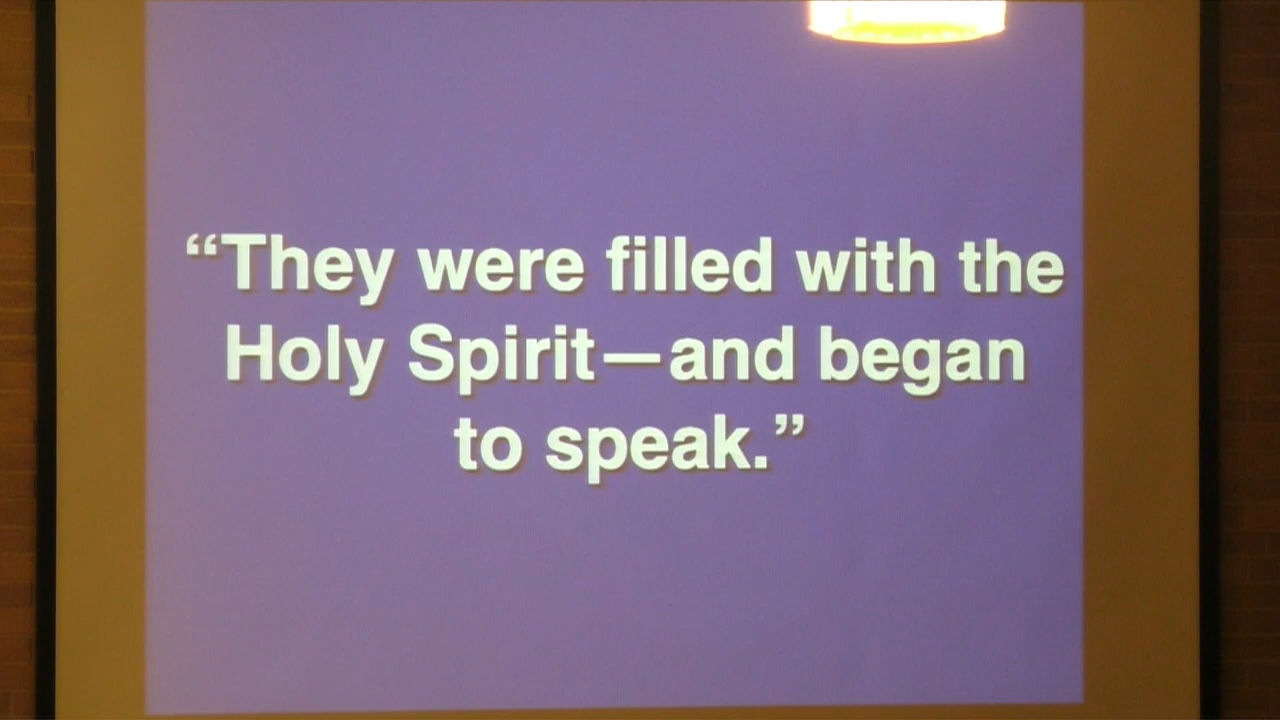 “They were filled with the
Holy Spirit—and began
to speak.”